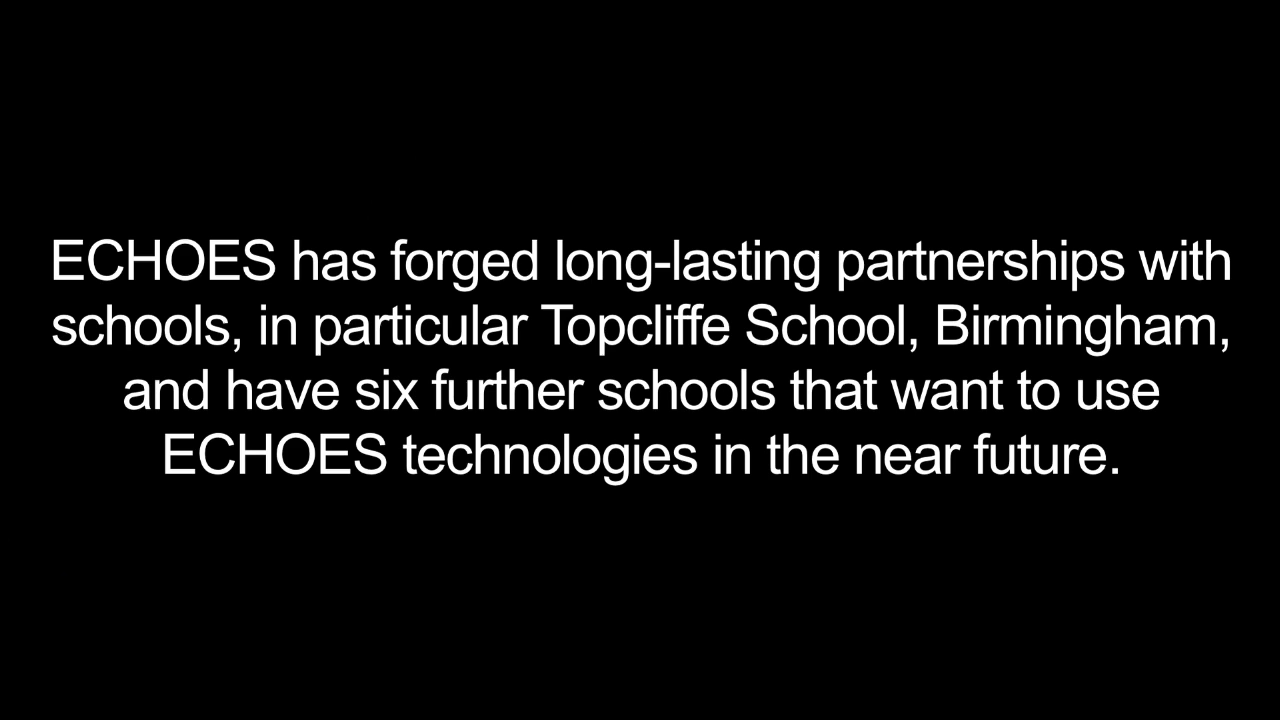 ECHOES has forged long-lasting partnerships with
schools, in particular Topcliffe School, Birmingham,
and have six further schools that want to use
ECHOES technologies in the near future.